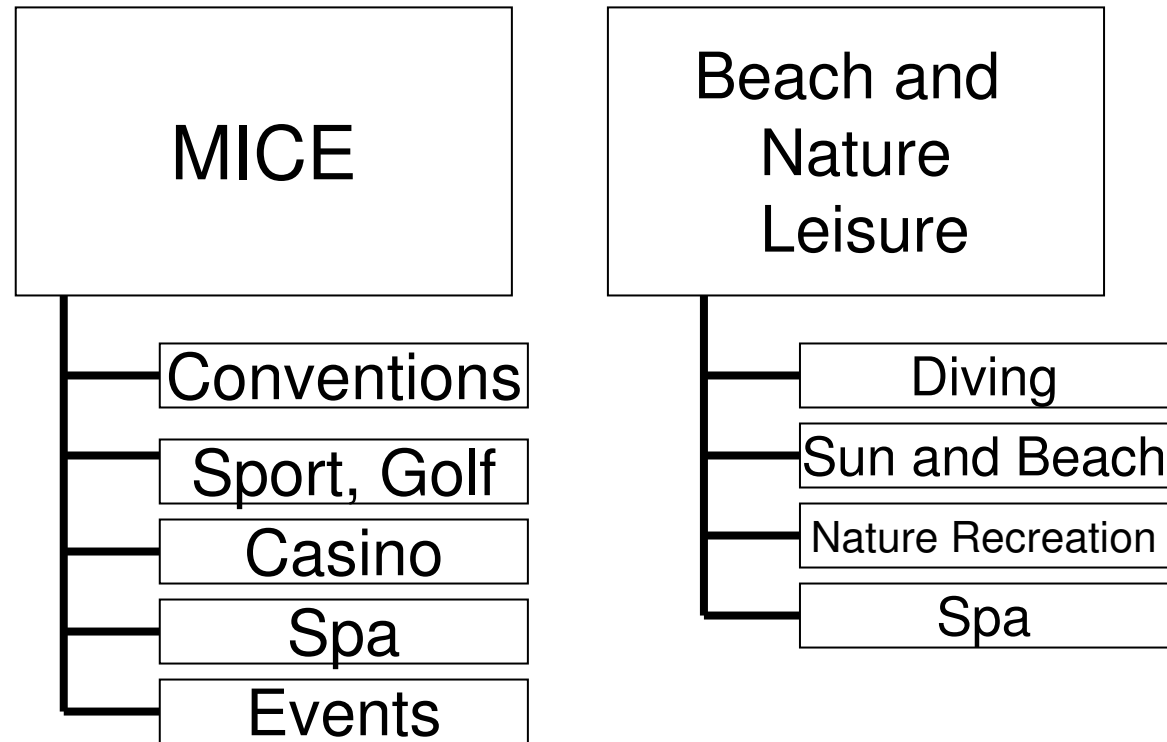 MICE
Conventions
Sport, Golf
Casino
Spa
Events
Beach and
Nature
Leisure
Diving
Sun and Beach
Nature Recreation
Spa